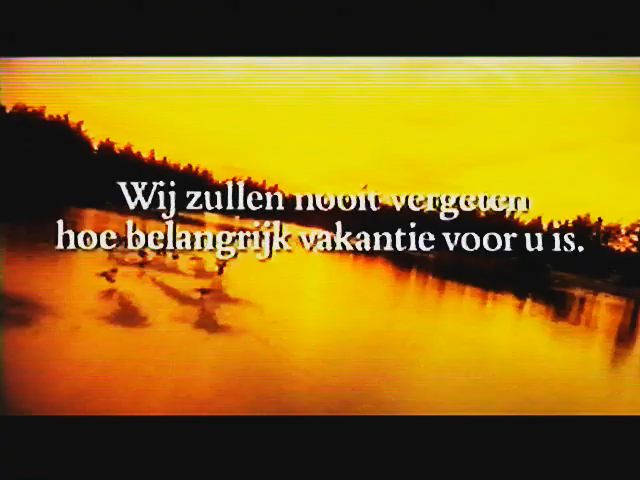 Wij zullen nooit vergeten
hoe belangrijk vakantie voor u is.